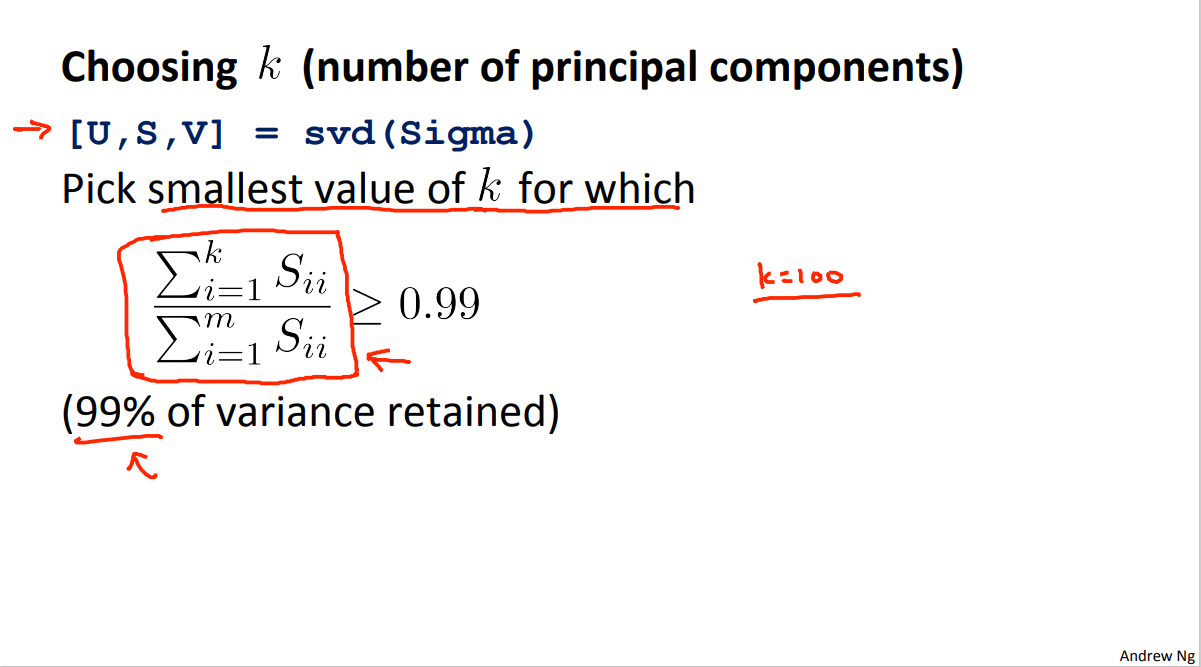 Choosing k (number of principal components)
→ [U,S,V] = svd(Sigma)
Pick smallest value of k for which
\frac{\sum_{i=1}^{k} S_{ii}}{\sum_{i=1}^{m} S_{ii}} ≥ 0.99
k=100
(99% of variance retained)
Andrew Ng